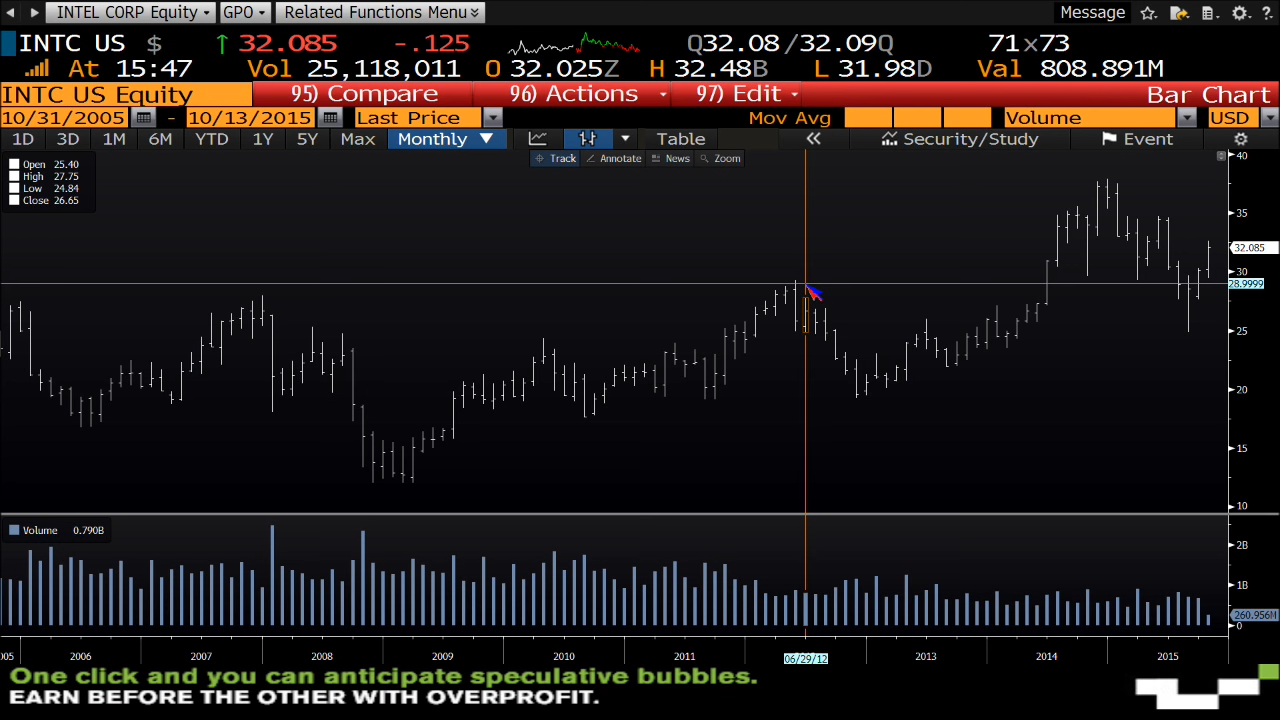 INTEL CORP Equity GPO Related Functions Menu Message ?
INTC US $ 32.085 -.125 Q32.08/32.09Q 71x73
At 15:47 Vol 25,118,011 O 32.025Z H 32.48B L 31.98D Val 808.891M
INTC US Equity 95) Compare 96) Actions 97) Edit Bar Chart
10/31/2005 - 10/13/2015 Last Price Mov Avg Volume USD
1D 3D 1M 6M YTD 1Y 5Y Max Monthly Table Security/Study Event
Track Annotate News Zoom
Open 25.40
High 27.75
Low 24.84
Close 26.65
40
35
32.085
30
28.9999
25
20
15
10
Volume 0.790B
2B
1B
260.956M
0
005 2006 2007 2008 2009 2010 2011 06/29/12 2013 2014 2015
One click and you can anticipate speculative bubbles.
EARN BEFORE THE OTHER WITH OVERPROFIT.